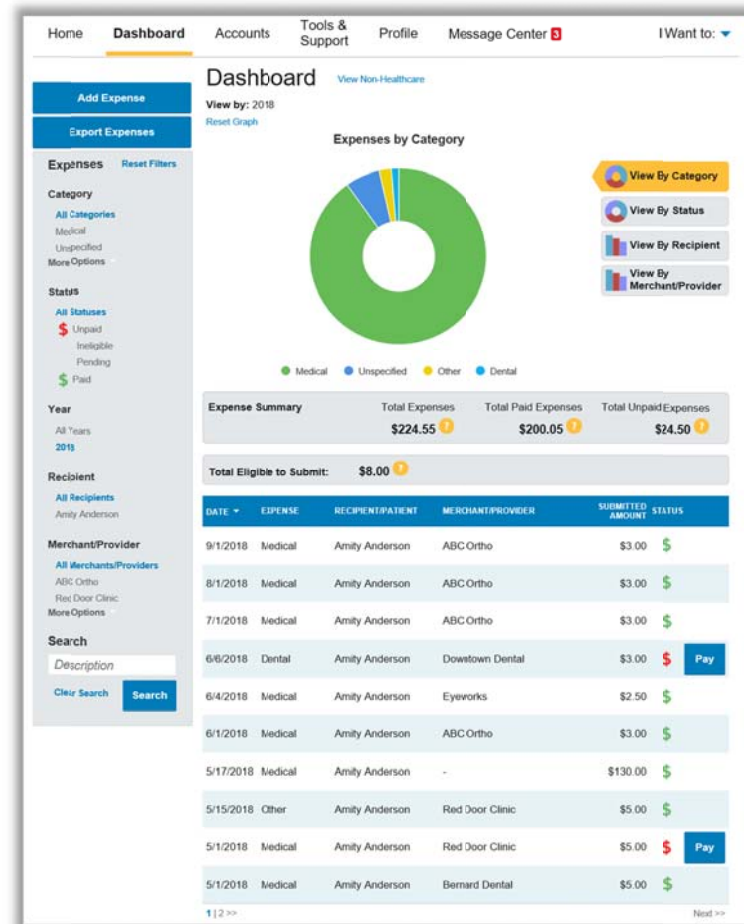 Home Dashboard Accounts Tools & Support Profile Message Center 3 I Want to:
Add Expense
Export Expenses
Expenses Reset Filters
Category
All Categories
Medical
Unspecified
More Options
Status
All Statuses
$ Unpaid
Ineligible
Pending
$ Paid
Year
All Years
2018
Recipient
All Recipients
Amity Anderson
Merchant/Provider
All Merchants/Providers
ABC Ortho
Red Door Clinic
More Options
Search
Description
Clear Search Search
Dashboard View Non-Healthcare
View by: 2018
Reset Graph
Expenses by Category
View By Category
View By Status
View By Recipient
View By
Merchant/Provider
Medical Unspecified Other Dental
Expense Summary Total Expenses Total Paid Expenses Total Unpaid Expenses
$224.55 ? $200.05 ? $24.50 ?
Total Eligible to Submit: $8.00 ?
DATE EXPENSE RECIPIENT/PATIENT MERCHANT/PROVIDER SUBMITTED AMOUNT STATUS
9/1/2018 Medical Amity Anderson ABC Ortho $3.00 $
8/1/2018 Medical Amity Anderson ABC Ortho $3.00 $
7/1/2018 Medical Amity Anderson ABC Ortho $3.00 $
6/6/2018 Dental Amity Anderson Downtown Dental $3.00 $ Pay
6/4/2018 Medical Amity Anderson Eyeworks $2.50 $
6/1/2018 Medical Amity Anderson ABC Ortho $3.00 $
5/17/2018 Medical Amity Anderson - $130.00 $
5/15/2018 Other Amity Anderson Red Door Clinic $5.00 $
5/1/2018 Medical Amity Anderson Red Door Clinic $5.00 $ Pay
5/1/2018 Medical Amity Anderson Bernard Dental $5.00 $
1 | 2 >> Next >>